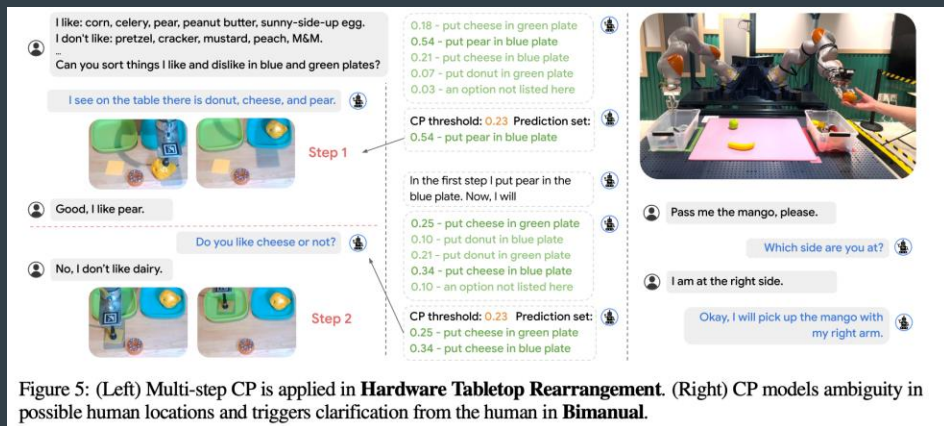 I like: corn, celery, pear, peanut butter, sunny-side-up egg.
I don't like: pretzel, cracker, mustard, peach, M&M.
...
Can you sort things I like and dislike in blue and green plates?
I see on the table there is donut, cheese, and pear.
Step 1
Good, I like pear.
Do you like cheese or not?
No, I don't like dairy.
Step 2
0.18 - put cheese in green plate
0.54 - put pear in blue plate
0.21 - put cheese in blue plate
0.07 - put donut in green plate
0.03 - an option not listed here
CP threshold: 0.23 Prediction set:
0.54 - put pear in blue plate
In the first step I put pear in the
blue plate. Now, I will
0.25 - put cheese in green plate
0.10 - put donut in blue plate
0.21 - put donut in green plate
0.34 - put cheese in blue plate
0.10 - an option not listed here
CP threshold: 0.23 Prediction set:
0.25 - put cheese in green plate
0.34 - put cheese in blue plate
Pass me the mango, please.
Which side are you at?
I am at the right side.
Okay, I will pick up the mango with
my right arm.
Figure 5: (Left) Multi-step CP is applied in Hardware Tabletop Rearrangement. (Right) CP models ambiguity in
possible human locations and triggers clarification from the human in Bimanual.